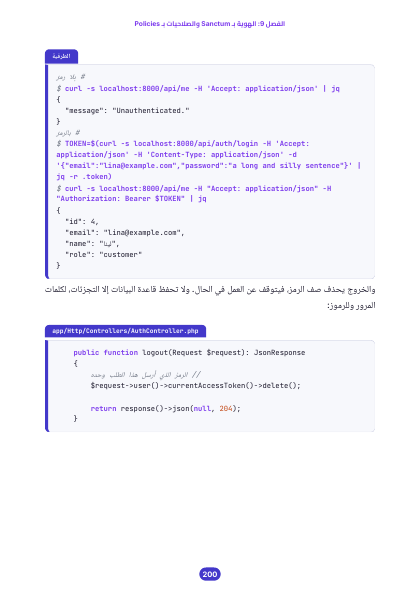 الفصل 9: الهوية بـ Sanctum والصلاحيات بـ Policies
الطرفية
# بلا رمز
$ curl -s localhost:8000/api/me -H 'Accept: application/json' | jq
{
"message": "Unauthenticated."
}
# بالرمز
$ TOKEN=$(curl -s localhost:8000/api/auth/login -H 'Accept:
application/json' -H 'Content-Type: application/json' -d
'{"email":"lina@example.com","password":"a long and silly sentence"}' |
jq -r .token)
$ curl -s localhost:8000/api/me -H "Accept: application/json" -H
"Authorization: Bearer $TOKEN" | jq
{
"id": 4,
"email": "lina@example.com",
"name": "لينا",
"role": "customer"
}
والخروج يحذف صف الرمز، فيتوقف عن العمل في الحال. ولا تحفظ قاعدة البيانات إلا التجزئات، لكلمات
المرور وللرموز:
app/Http/Controllers/AuthController.php
public function logout(Request $request): JsonResponse
{
// الرمز الذي أرسل هذا الطلب وحده
$request->user()->currentAccessToken()->delete();
return response()->json(null, 204);
}
200